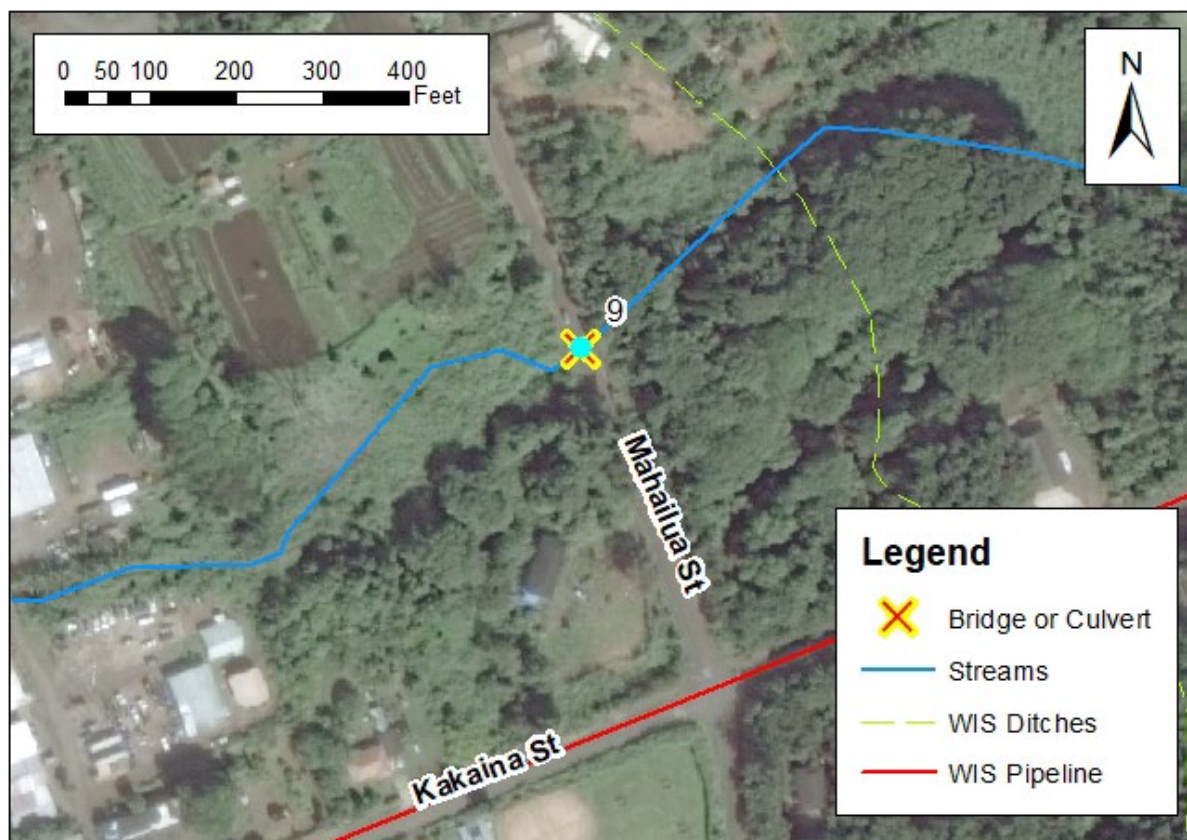 0 50 100 200 300 400
Feet
N
9
Mahailua St
Kakaina St
Legend
Bridge or Culvert
Streams
WIS Ditches
WIS Pipeline